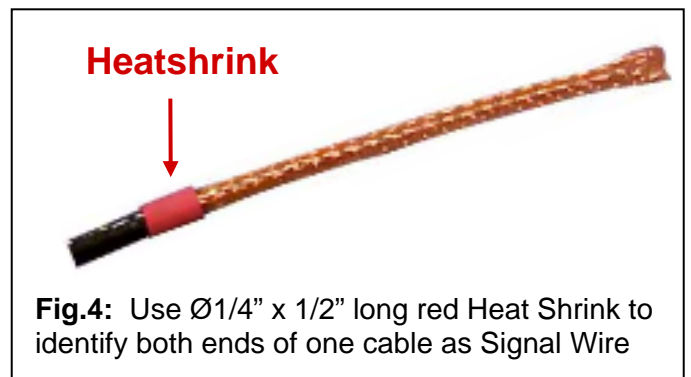 Heatshrink
Fig.4: Use Ø1/4” x 1/2” long red Heat Shrink to
identify both ends of one cable as Signal Wire